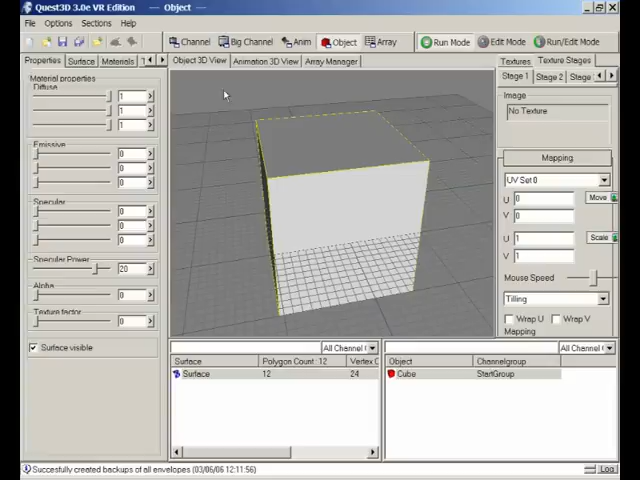 Quest3D 3.0e VR Edition - Object
File Options Sections Help
Channel Big Channel Anim Object Array Run Mode Edit Mode Run/Edit Mode
Properties Surface Materials
Object 3D View Animation 3D View Array Manager
Textures Texture Stages
Stage 1 Stage 2 Stage
Material properties
Diffuse
1
1
1
Emissive
0
0
0
Specular
0
0
0
Specular Power
20
Alpha
0
Texture factor
0
Surface visible
Image
No Texture
Mapping
UV Set 0
U 0 Move
V 0
U 1 Scale
V 1
Mouse Speed
Tilling
Wrap U Wrap V
Mapping
All Channel
Surface Polygon Count: 12 Vertex C
Surface 12 24
All Channel
Object Channelgroup
Cube StartGroup
Succesfully created backups of all envelopes (03/06/06 12:11:56) Log